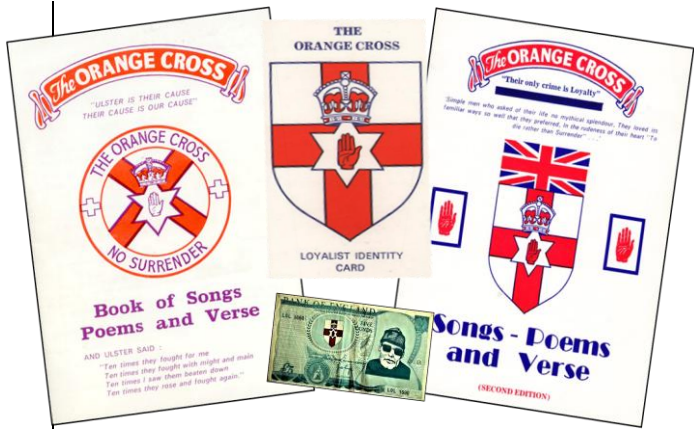 The ORANGE CROSS
"ULSTER IS THEIR CAUSE
THEIR CAUSE IS OUR CAUSE"
THE ORANGE CROSS
NO SURRENDER
Book of Songs
Poems and Verse
AND ULSTER SAID :
"Ten times they fought for me
Ten times they fought with might and main
Ten times I saw them beaten down
Ten times they rose and fought again."
THE
ORANGE CROSS
LOYALIST IDENTITY
CARD
BANK OF ENGLAND
FIVE
The ORANGE CROSS
"Their only crime is Loyalty"
"Simple men who asked of their life no mythical splendour, They loved its
familiar ways so well that they preferred, in the rudeness of their heart "To
die rather than Surrender"
Songs - Poems
and Verse
(SECOND EDITION)